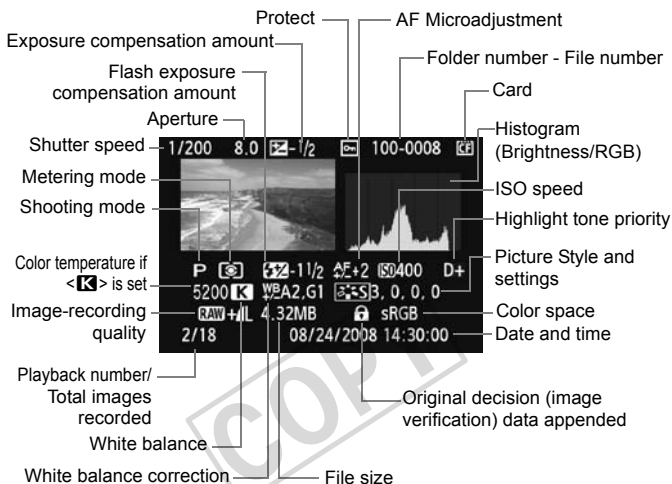 Protect
AF Microadjustment
Exposure compensation amount
Folder number - File number
Flash exposure
compensation amount
Card
Aperture
Histogram
(Brightness/RGB)
Shutter speed
1/200 8.0 -1/2 100-0008 CF
Metering mode
ISO speed
Shooting mode
Highlight tone priority
P -1 1/2 AF+2 ISO400 D+
Picture Style and
settings
Color temperature if
<K> is set
5200 K WB A2,G1 S 3, 0, 0, 0
Image-recording
quality
RAW+L 4.32MB sRGB
Color space
2/18 08/24/2008 14:30:00
Date and time
Playback number/
Total images
recorded
Original decision (image
verification) data appended
White balance
White balance correction
File size
COPY